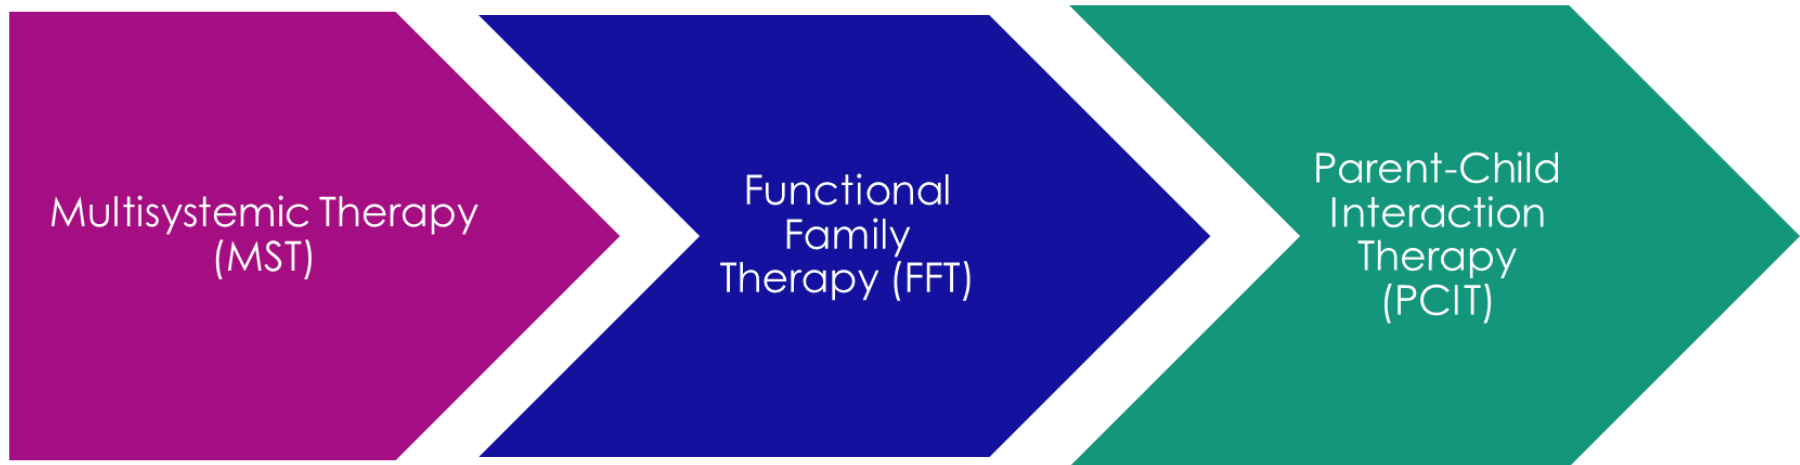 Multisystemic Therapy
(MST)
Functional
Family
Therapy (FFT)
Parent-Child
Interaction
Therapy
(PCIT)